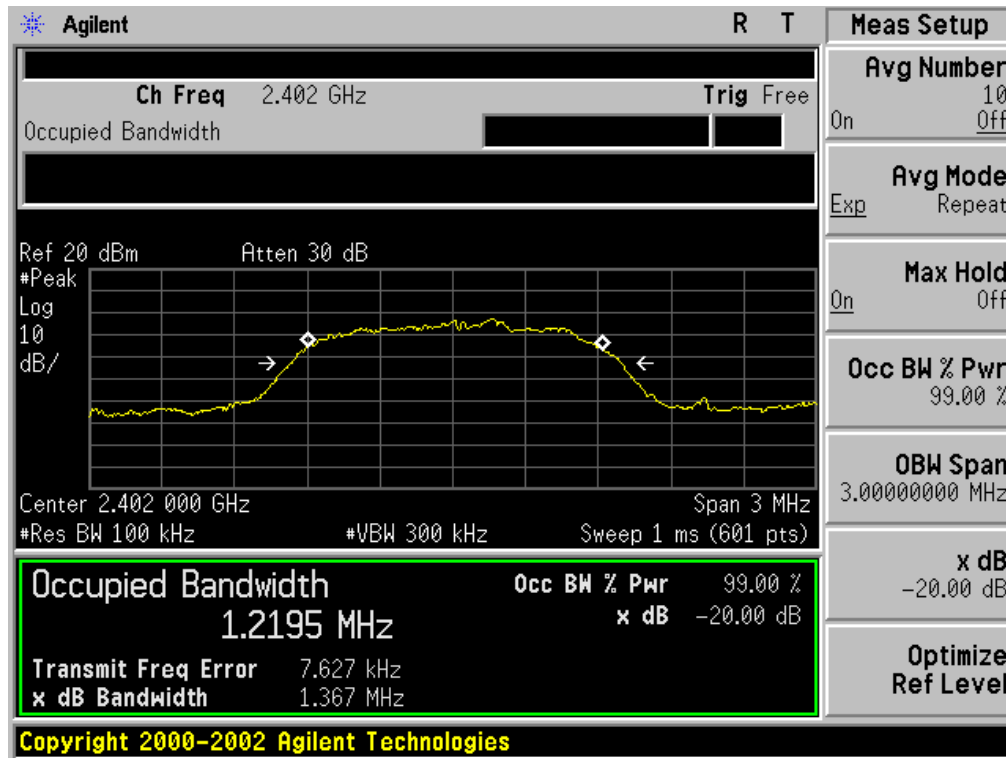 Agilent R T
Ch Freq 2.402 GHz Trig Free
Occupied Bandwidth
Ref 20 dBm Atten 30 dB
#Peak
Log
10
dB/
Center 2.402 000 GHz Span 3 MHz
#Res BW 100 kHz #VBW 300 kHz Sweep 1 ms (601 pts)
Occupied Bandwidth Occ BW % Pwr 99.00 %
1.2195 MHz x dB -20.00 dB
Transmit Freq Error 7.627 kHz
x dB Bandwidth 1.367 MHz
Copyright 2000-2002 Agilent Technologies
Meas Setup
Avg Number
10
On Off
Avg Mode
Exp Repeat
Max Hold
On Off
Occ BW % Pwr
99.00 %
OBW Span
3.00000000 MHz
x dB
-20.00 dB
Optimize
Ref Level